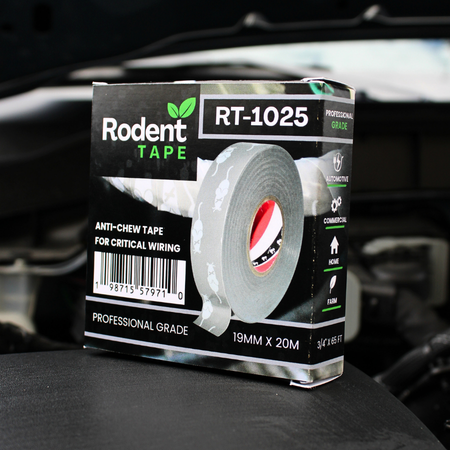 Rodent
TAPE
RT-1025
ANTI-CHEW TAPE
FOR CRITICAL WIRING
1 98715 57971 0
PROFESSIONAL GRADE
19MM X 20M
PROFESSIONAL
GRADE
AUTOMOTIVE
COMMERCIAL
HOME
FARM
3/4" X 65 FT